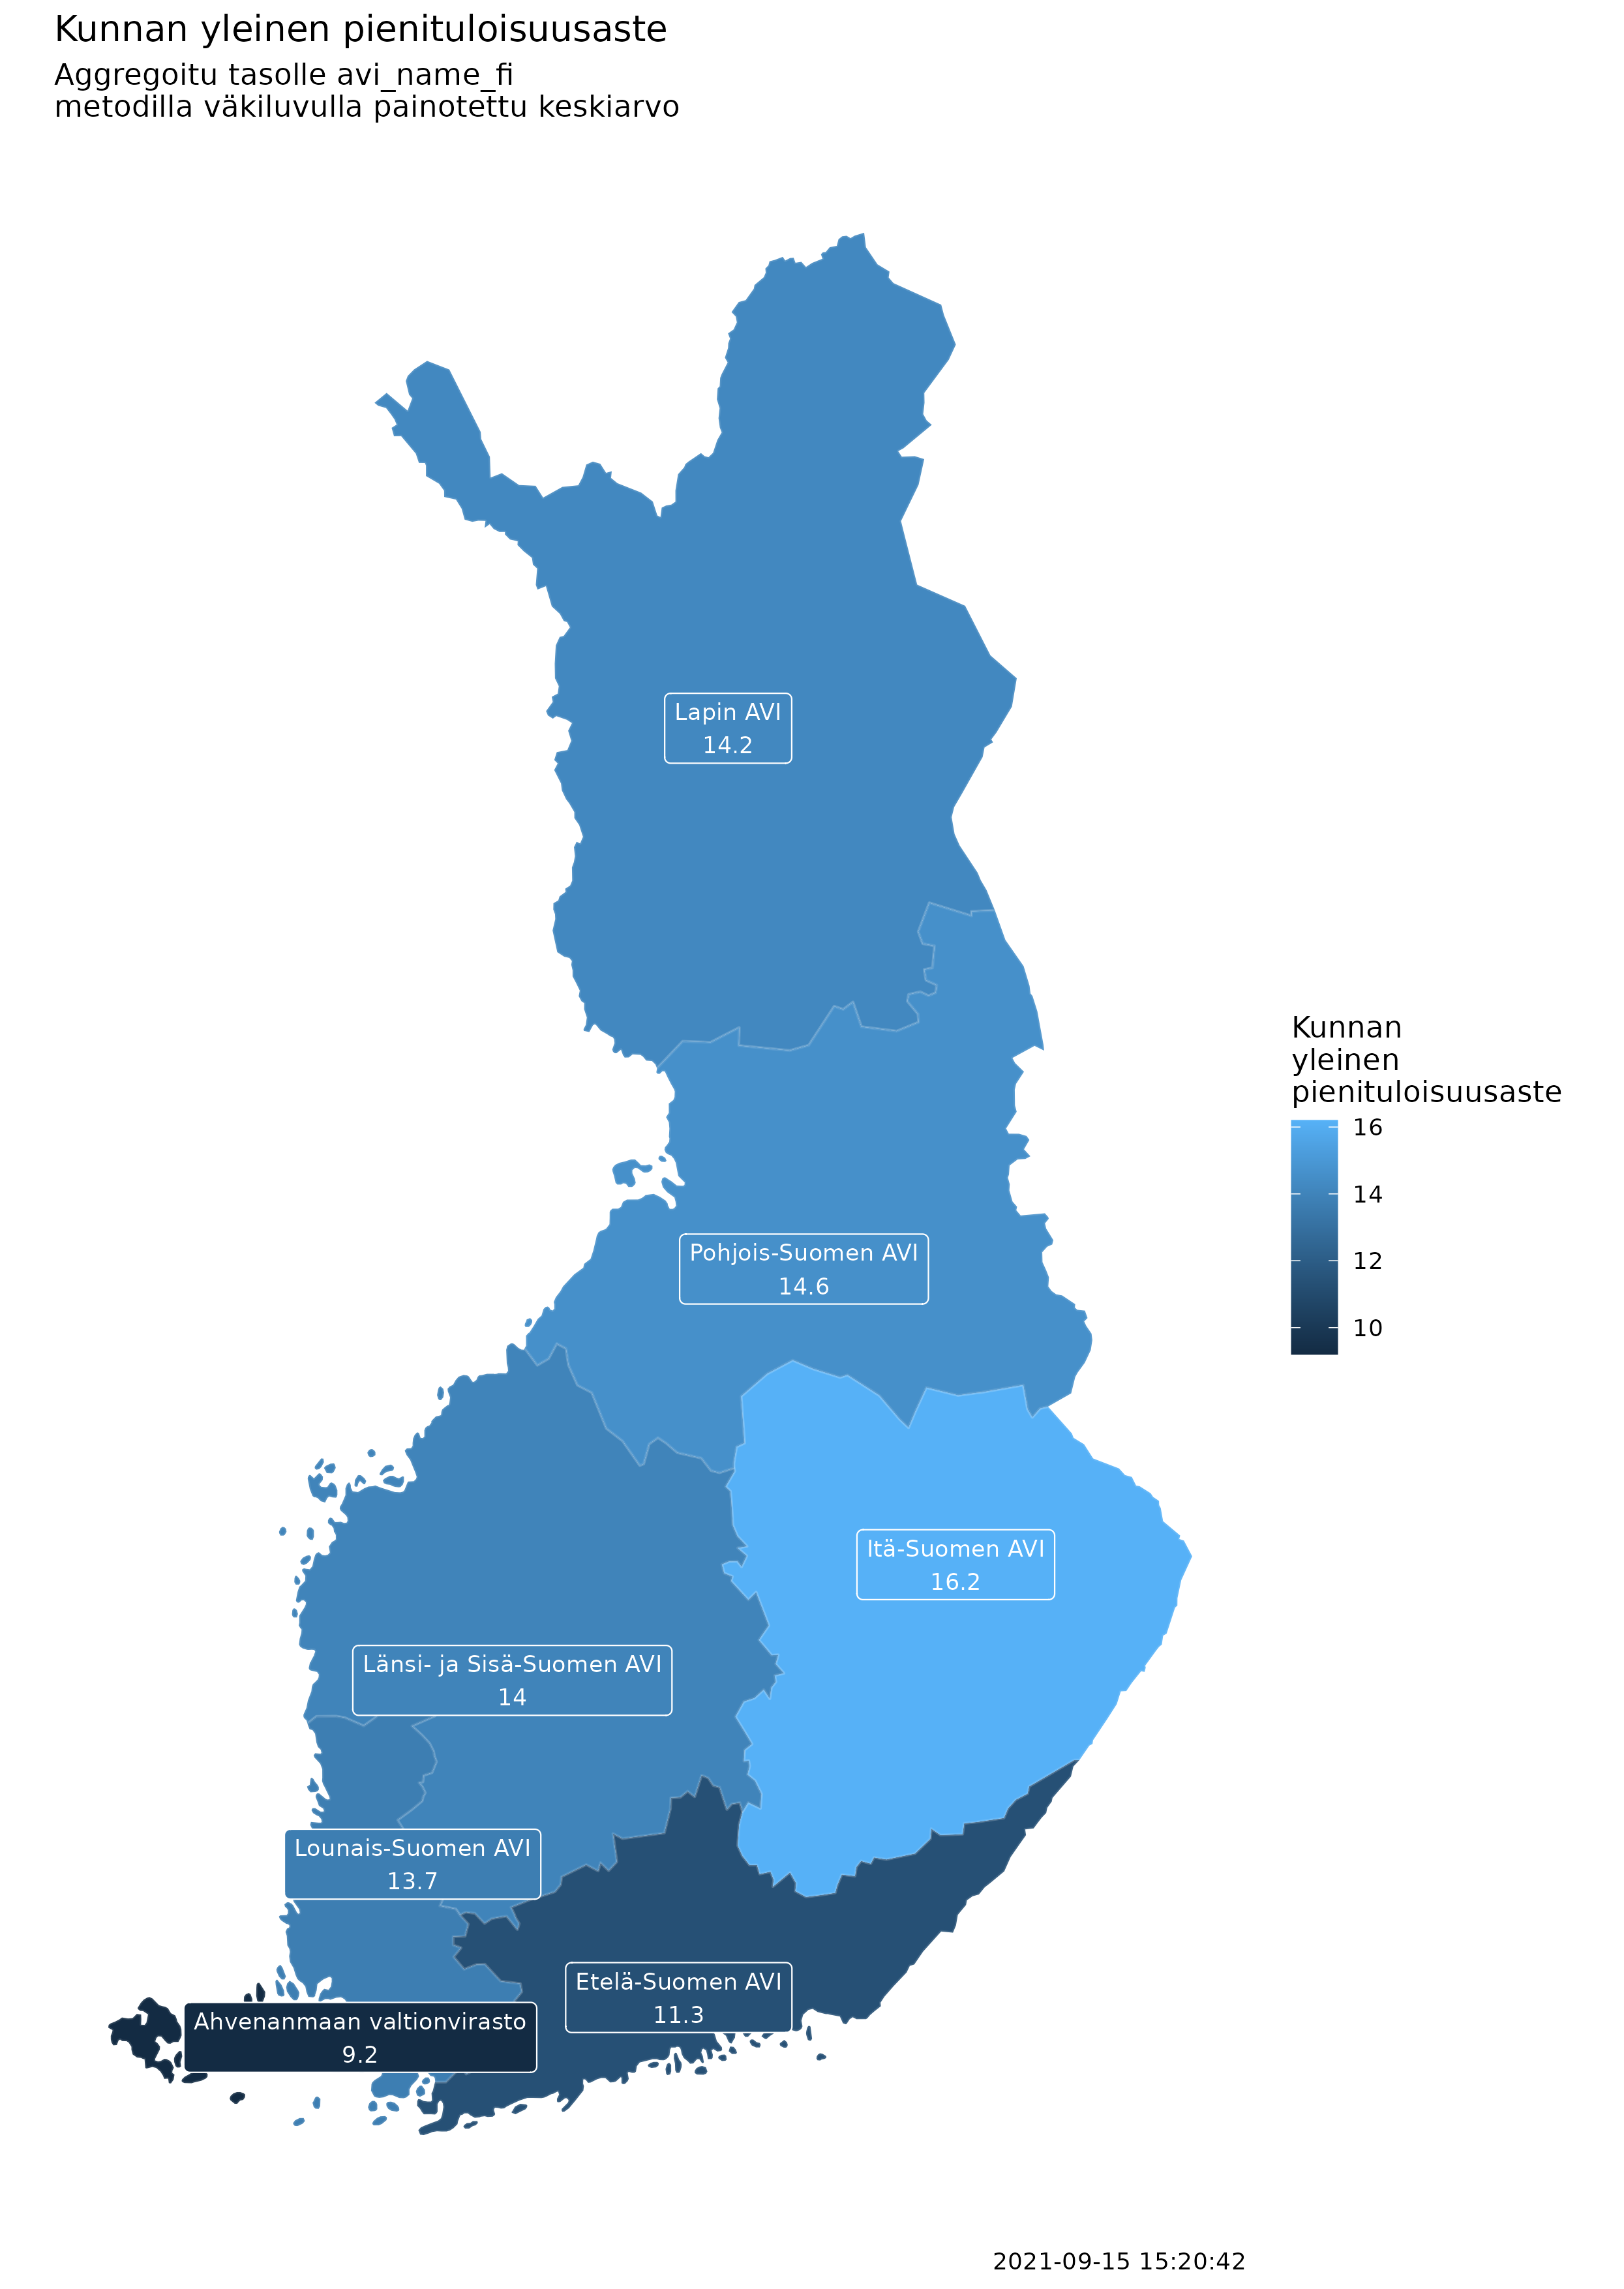 Kunnan yleinen pienituloisuusaste
Aggregoitu tasolle avi_name_fi
metodilla väkiluvulla painotettu keskiarvo
Lapin AVI
14.2
Kunnan
yleinen
pienituloisuusaste
16
14
12
10
Pohjois-Suomen AVI
14.6
Itä-Suomen AVI
16.2
Länsi- ja Sisä-Suomen AVI
14
Lounais-Suomen AVI
13.7
Etelä-Suomen AVI
11.3
Ahvenanmaan valtionvirasto
9.2
2021-09-15 15:20:42